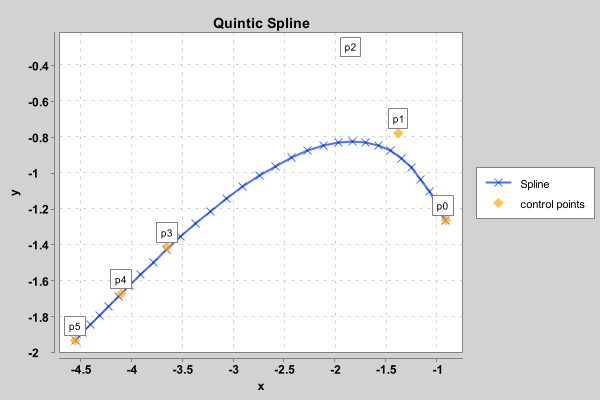 Quintic Spline
p2
-0.4
-0.6
p1
-0.8
-1
Spline
p0
control points
y
-1.2
p3
-1.4
p4
-1.6
p5
-1.8
-2
-4.5 -4 -3.5 -3 -2.5 -2 -1.5 -1
x